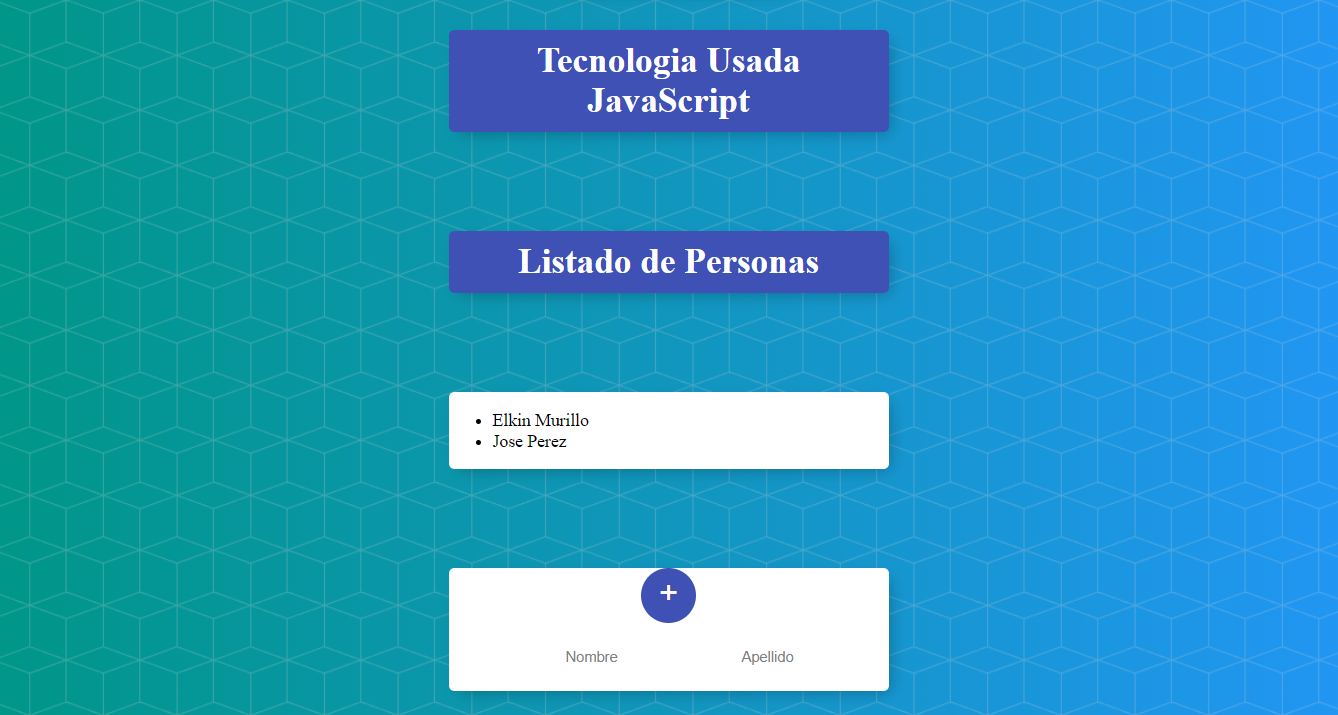 Tecnologia Usada
JavaScript
Listado de Personas
Elkin Murillo
Jose Perez
+
Nombre Apellido